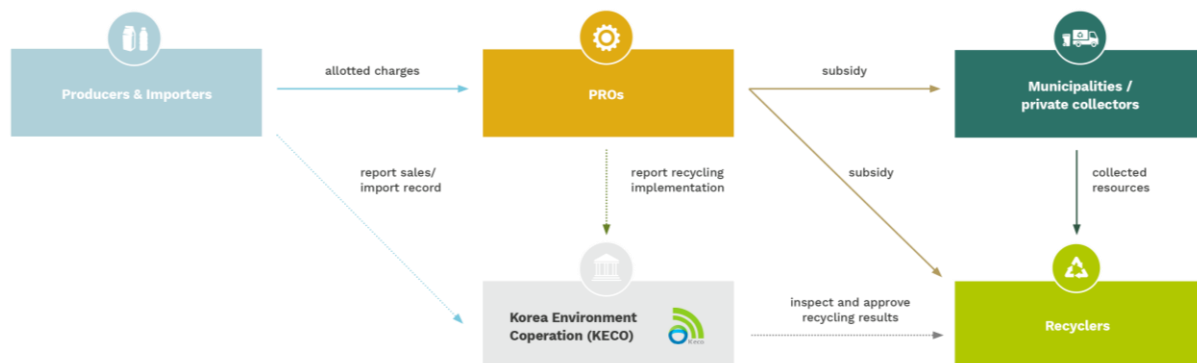 Producers & Importers
allotted charges
PROs
subsidy
Municipalities /
private collectors
report sales/
import record
report recycling
implementation
subsidy
collected
resources
Korea Environment
Coperation (KECO)
Keco
inspect and approve
recycling results
Recyclers